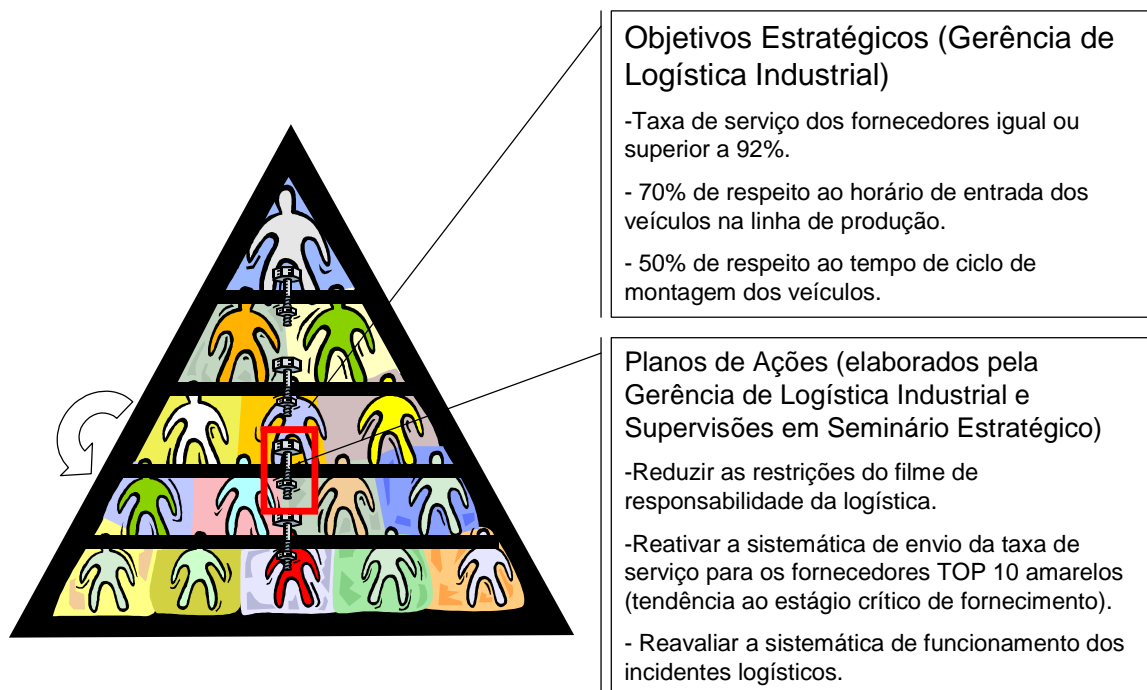 Objetivos Estratégicos (Gerência de
Logística Industrial)
-Taxa de serviço dos fornecedores igual ou
superior a 92%.
- 70% de respeito ao horário de entrada dos
veículos na linha de produção.
- 50% de respeito ao tempo de ciclo de
montagem dos veículos.
Planos de Ações (elaborados pela
Gerência de Logística Industrial e
Supervisões em Seminário Estratégico)
-Reduzir as restrições do filme de
responsabilidade da logística.
-Reativar a sistemática de envio da taxa de
serviço para os fornecedores TOP 10 amarelos
(tendência ao estágio crítico de fornecimento).
- Reavaliar a sistemática de funcionamento dos
incidentes logísticos.